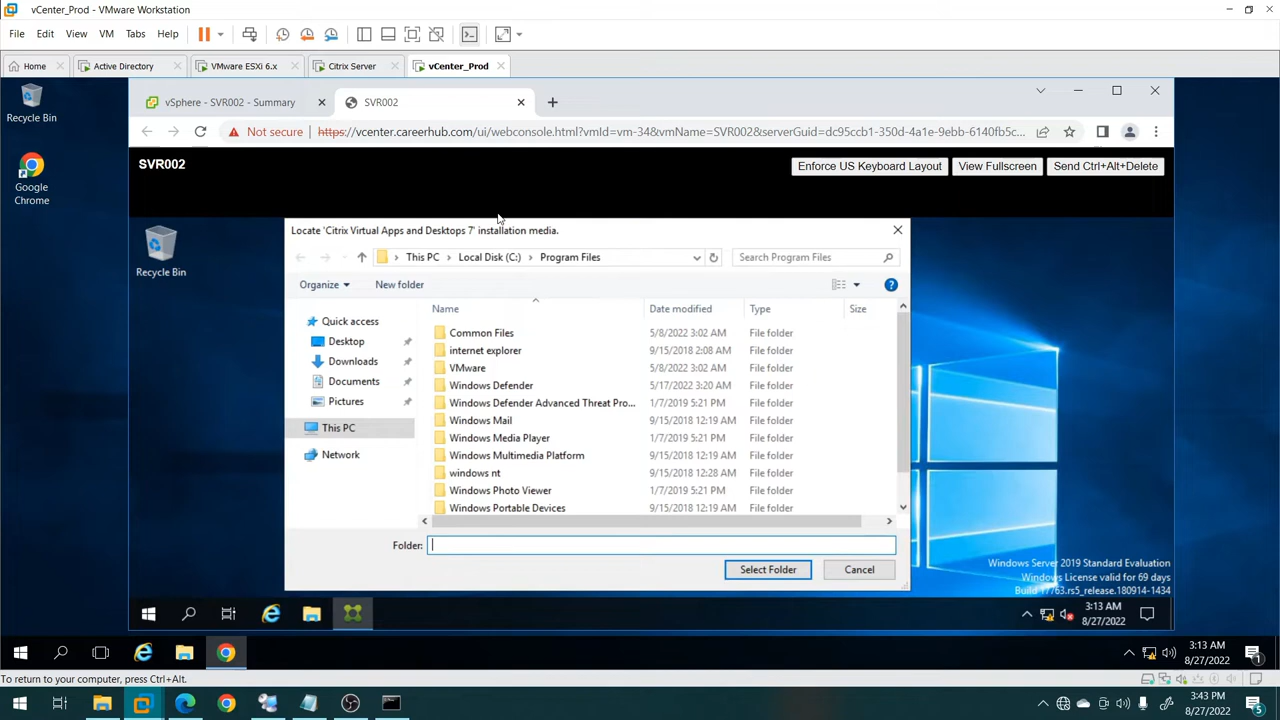 vCenter_Prod - VMware Workstation
File Edit View VM Tabs Help
Home Active Directory VMware ESXi 6.x Citrix Server vCenter_Prod
Recycle Bin
Google
Chrome
vSphere - SVR002 - Summary SVR002
Not secure https://vcenter.careerhub.com/ui/webconsole.html?vmId=vm-34&vmName=SVR002&serverGuid=dc95ccb1-350d-4a1e-9ebb-6140fb5c...
SVR002 Enforce US Keyboard Layout View Fullscreen Send Ctrl+Alt+Delete
Recycle Bin
Locate 'Citrix Virtual Apps and Desktops 7' installation media.
This PC Local Disk (C:) Program Files Search Program Files
Organize New folder
Quick access
Desktop
Downloads
Documents
Pictures
This PC
Network
Name Date modified Type Size
Common Files 5/8/2022 3:02 AM File folder
internet explorer 9/15/2018 2:08 AM File folder
VMware 5/8/2022 3:02 AM File folder
Windows Defender 5/17/2022 3:20 AM File folder
Windows Defender Advanced Threat Pro... 1/7/2019 5:21 PM File folder
Windows Mail 9/15/2018 12:19 AM File folder
Windows Media Player 1/7/2019 5:21 PM File folder
Windows Multimedia Platform 9/15/2018 12:19 AM File folder
windows nt 9/15/2018 12:28 AM File folder
Windows Photo Viewer 1/7/2019 5:21 PM File folder
Windows Portable Devices 9/15/2018 12:19 AM File folder
Folder:
Select Folder Cancel
Windows Server 2019 Standard Evaluation
Windows License valid for 69 days
Build 17763.rs5_release.180914-1434
3:13 AM
8/27/2022
3:13 AM
8/27/2022
1
To return to your computer, press Ctrl+Alt.
3:43 PM
8/27/2022
5